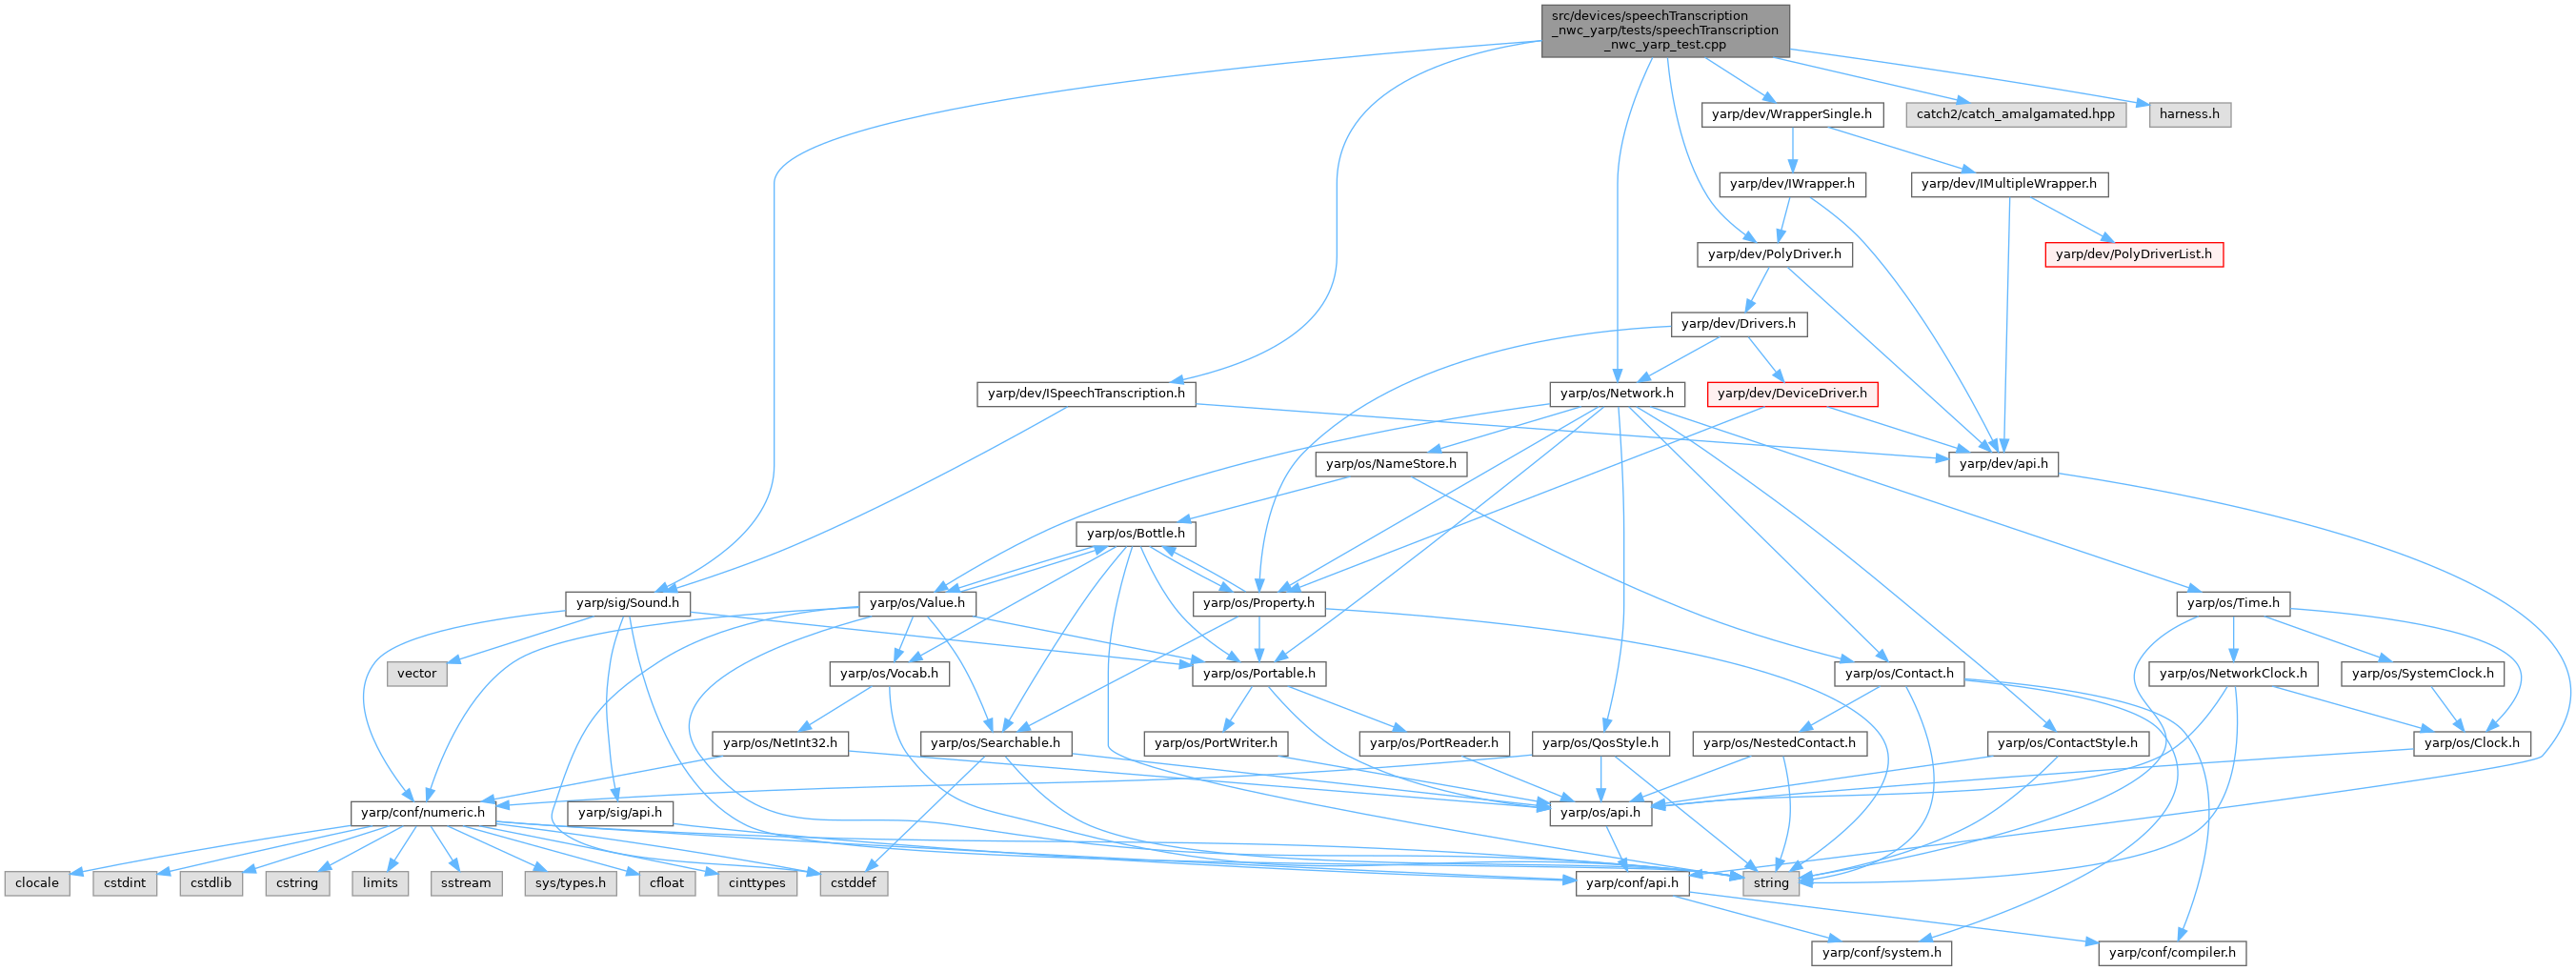 src/devices/speechTranscription
_nwc_yarp/tests/speechTranscription
_nwc_yarp_test.cpp
yarp/dev/WrapperSingle.h
catch2/catch_amalgamated.hpp
harness.h
yarp/dev/IWrapper.h
yarp/dev/IMultipleWrapper.h
yarp/dev/PolyDriver.h
yarp/dev/PolyDriverList.h
yarp/dev/Drivers.h
yarp/dev/ISpeechTranscription.h
yarp/os/Network.h
yarp/dev/DeviceDriver.h
yarp/os/NameStore.h
yarp/dev/api.h
yarp/os/Bottle.h
yarp/sig/Sound.h
yarp/os/Value.h
yarp/os/Property.h
yarp/os/Time.h
vector
yarp/os/Vocab.h
yarp/os/Portable.h
yarp/os/Contact.h
yarp/os/NetworkClock.h
yarp/os/SystemClock.h
yarp/os/NetInt32.h
yarp/os/Searchable.h
yarp/os/PortWriter.h
yarp/os/PortReader.h
yarp/os/QosStyle.h
yarp/os/NestedContact.h
yarp/os/ContactStyle.h
yarp/os/Clock.h
yarp/conf/numeric.h
yarp/sig/api.h
yarp/os/api.h
clocale
cstdint
cstdlib
cstring
limits
sstream
sys/types.h
cfloat
cinttypes
cstddef
yarp/conf/api.h
string
yarp/conf/system.h
yarp/conf/compiler.h